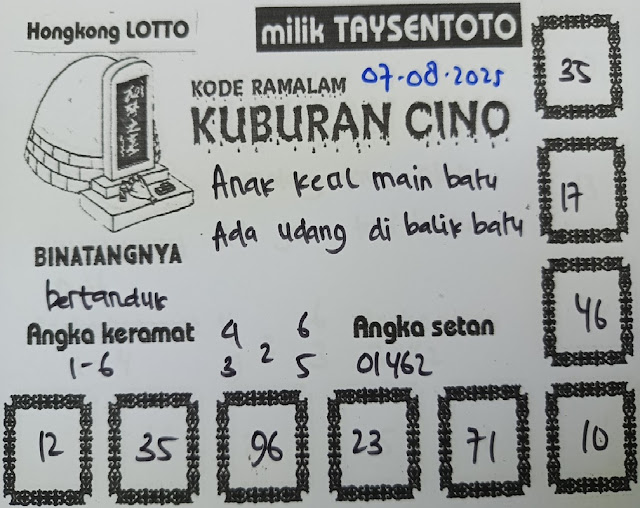 Hongkong LOTTO
milik TAYSENTOTO
KODE RAMALAM 07-08-2025
KUBURAN CINO
Anak keal main batu
Ada udang di balik batu
BINATANGNYA
bertanduk
Angka keramat
1-6
4 6
3 2 5
Angka setan
01462
35
17
46
12 35 96 23 71 10